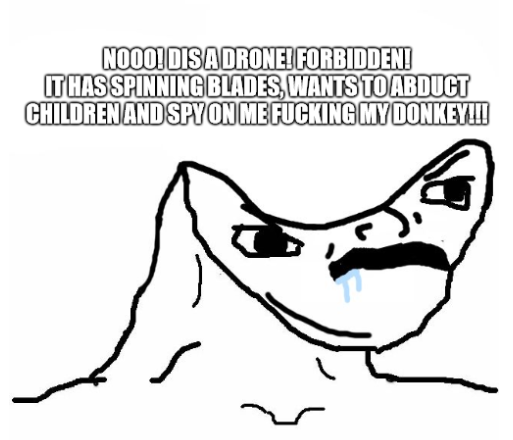 NOOO! DIS A DRONE! FORBIDDEN!
IT HAS SPINNING BLADES, WANTS TO ABDUCT
CHILDREN AND SPY ON ME FUCKING MY DONKEY!!!